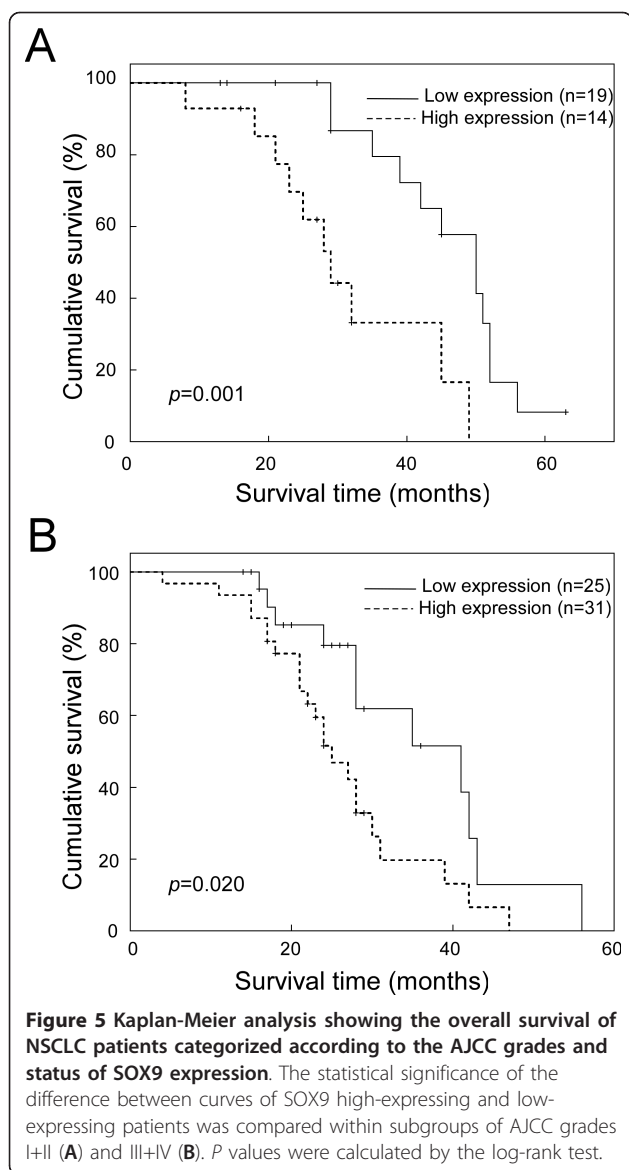 A
100
80
60
40
20
0
Cumulative survival (%)
Low expression (n=19)
High expression (n=14)
p=0.001
0 20 40 60
Survival time (months)
B
100
80
60
40
20
0
Cumulative survival (%)
Low expression (n=25)
High expression (n=31)
p=0.020
20 40 60
Survival time (months)
Figure 5 Kaplan-Meier analysis showing the overall survival of
NSCLC patients categorized according to the AJCC grades and
status of SOX9 expression. The statistical significance of the
difference between curves of SOX9 high-expressing and low-
expressing patients was compared within subgroups of AJCC grades
I+II (A) and III+IV (B). P values were calculated by the log-rank test.